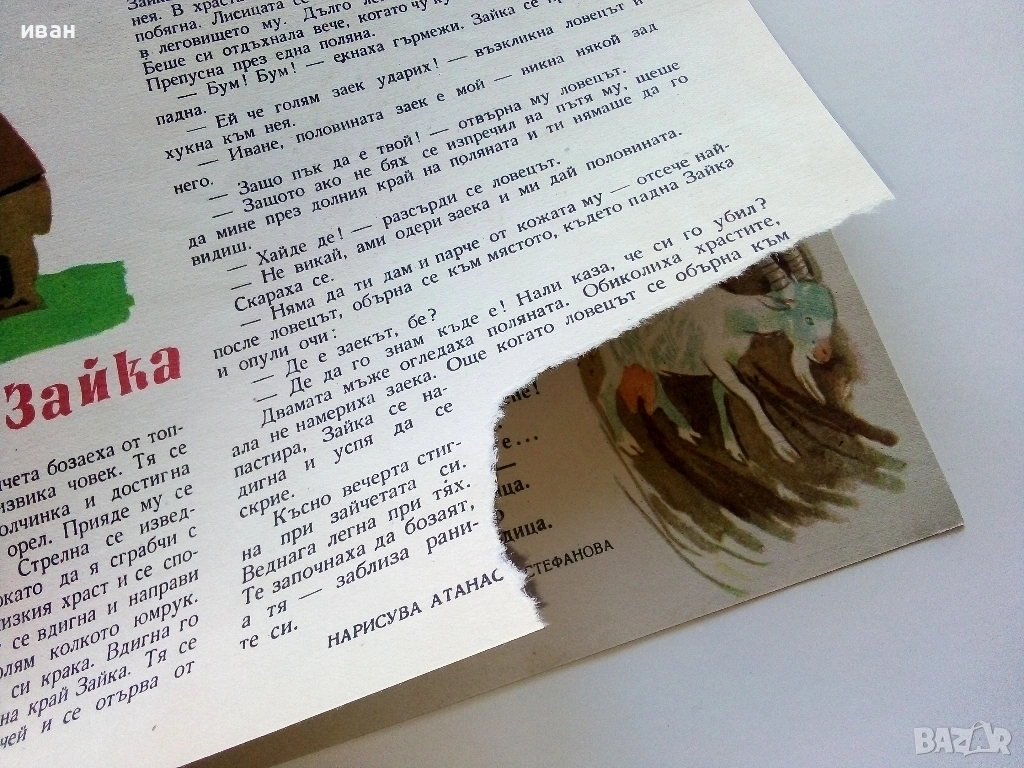 иван
Зайка
нея. В храста
побягна. Лисицата се
в леговището му. Дълго
Беше си отдъхнала вече, когато чу
Препусна през една поляна. Зайка се
— Бум! Бум! — екнаха гърмежи.
падна.
— Ей че голям заек ударих! — възкликна ловецът и
хукна към нея.
— Иване, половината заек е мой — викна някой зад
него.
— Защо пък да е твой! — отвърна му ловецът.
— Защото ако не бях се изпречил на пътя му, щеше
да мине през долния край на поляната и ти нямаше да го
видиш.
— Хайде де! — разсърди се ловецът.
— Не викай, ами одери заека и ми дай половината.
Скараха се.
— Няма да ти дам и парче от кожата му — отсече най-
после ловецът, обърна се към мястото, където падна Зайка
и опули очи:
— Де е заекът, бе?
— Де да го знам къде е! Нали каза, че си го убил?
Двамата мъже огледаха поляната. Обиколиха храстите,
ала не намериха заека. Още когато ловецът се обърна към
пастира, Зайка се на-
дигна и успя да се
скрие.
Късно вечерта стиг-
на при зайчетата си.
Веднага легна при тях.
Те започнаха да бозаят,
а тя — заблиза рани-
те си.
НАРИСУВА АТАНАС
Зайка
чета бозаеха от топ-
извика човек. Тя се
олчинка и достигна
орел. Прияде му се
Стрелна се извед-
окато да я сграбчи с
изкия храст и се спо-
се вдигна и направи
олям колкото юмрук.
си крака. Вдигна го
на край Зайка. Тя се
чей и се отърва от
е!
е...
—
ца.
дица.
СТЕФАНОВА
BAZAR